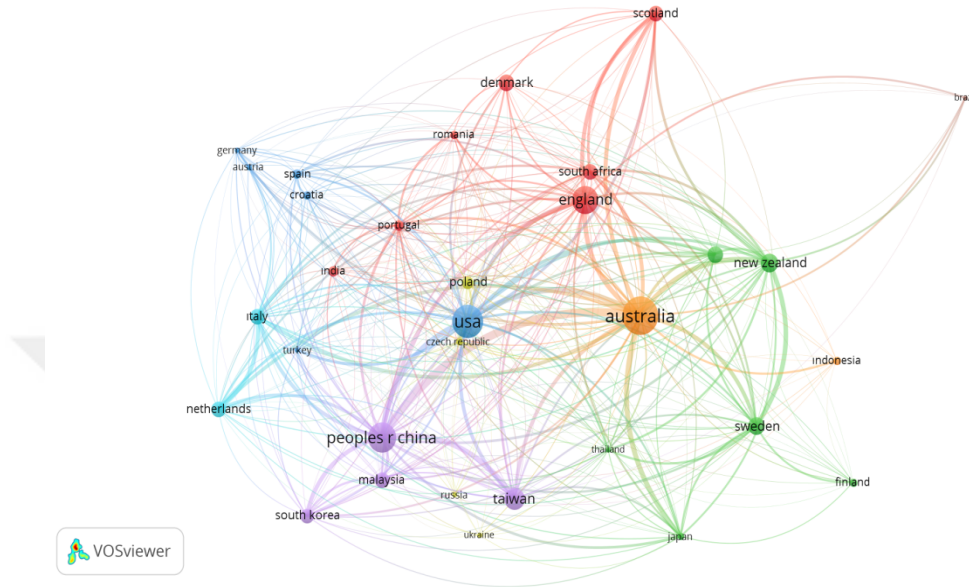 scotland
denmark
braz
romania
germany
austria
spain
south africa
croatia
england
portugal
new zealand
india
poland
italy
australia
usa
czech republic
turkey
indonesia
netherlands
sweden
peoples r china
thailand
malaysia
finland
russia
taiwan
south korea
ukraine
japan
VOSviewer